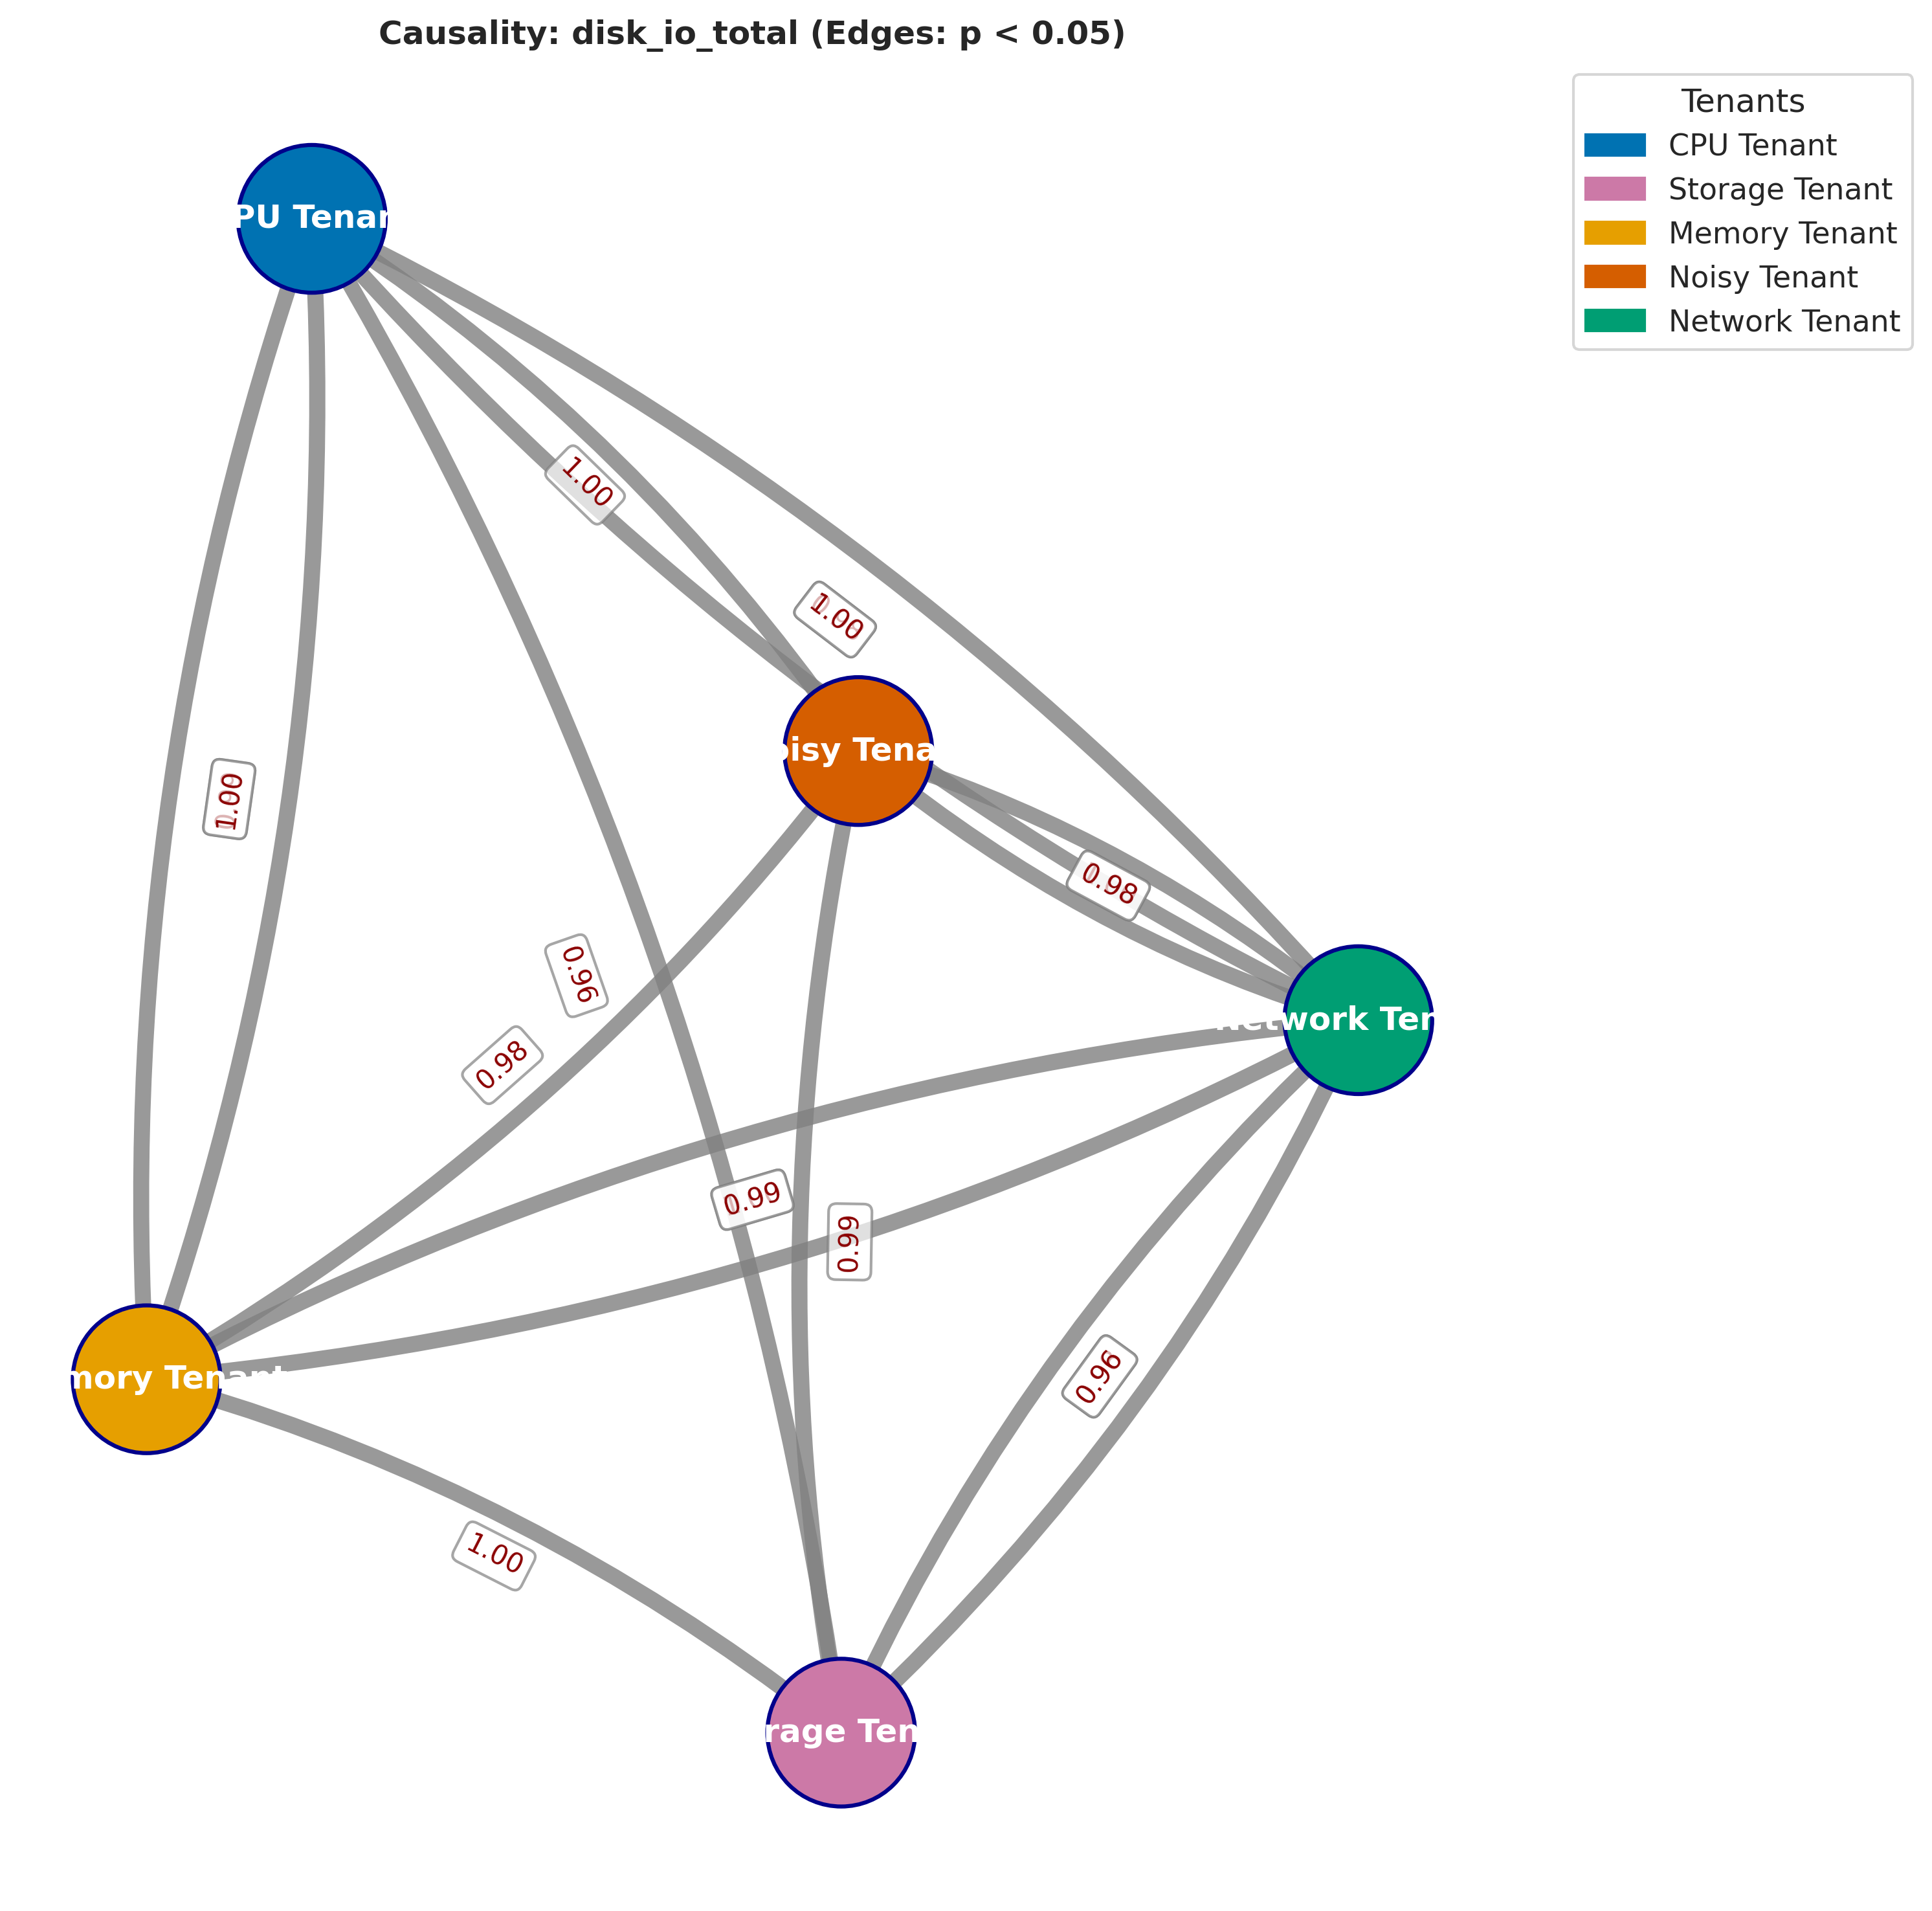 Causality: disk_io_total (Edges: p < 0.05)
Tenants
CPU Tenant
Storage Tenant
Memory Tenant
Noisy Tenant
Network Tenant
PU Tenan
1.00
1.00
oisy Tena
1.00
0.98
0.96
Network Ten
0.98
0.99
0.99
0.96
mory Tenant
1.00
rage Ten